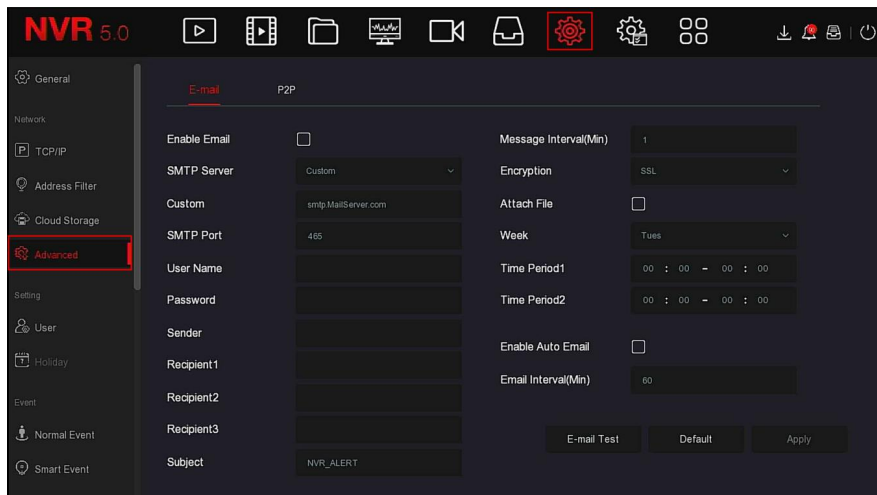 NVR 5.0
General
Network
P TCP/IP
Address Filter
Cloud Storage
Advanced
Setting
User
7 Holiday
Event
Normal Event
Smart Event
E-mail P2P
Enable Email
SMTP Server Custom
Custom smtp.MailServer.com
SMTP Port 465
User Name
Password
Sender
Recipient1
Recipient2
Recipient3
Subject NVR_ALERT
Message Interval(Min) 1
Encryption SSL
Attach File
Week Tues
Time Period1 00 : 00 - 00 : 00
Time Period2 00 : 00 - 00 : 00
Enable Auto Email
Email Interval(Min) 60
E-mail Test Default Apply